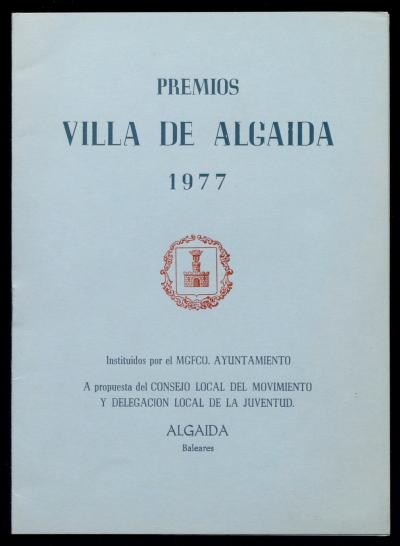 PREMIOS
VILLA DE ALGAIDA
1977
Instituidos por el MGFCO. AYUNTAMIENTO
A propuesta del CONSEJO LOCAL DEL MOVIMIENTO
Y DELEGACION LOCAL DE LA JUVENTUD.
ALGAIDA
Baleares